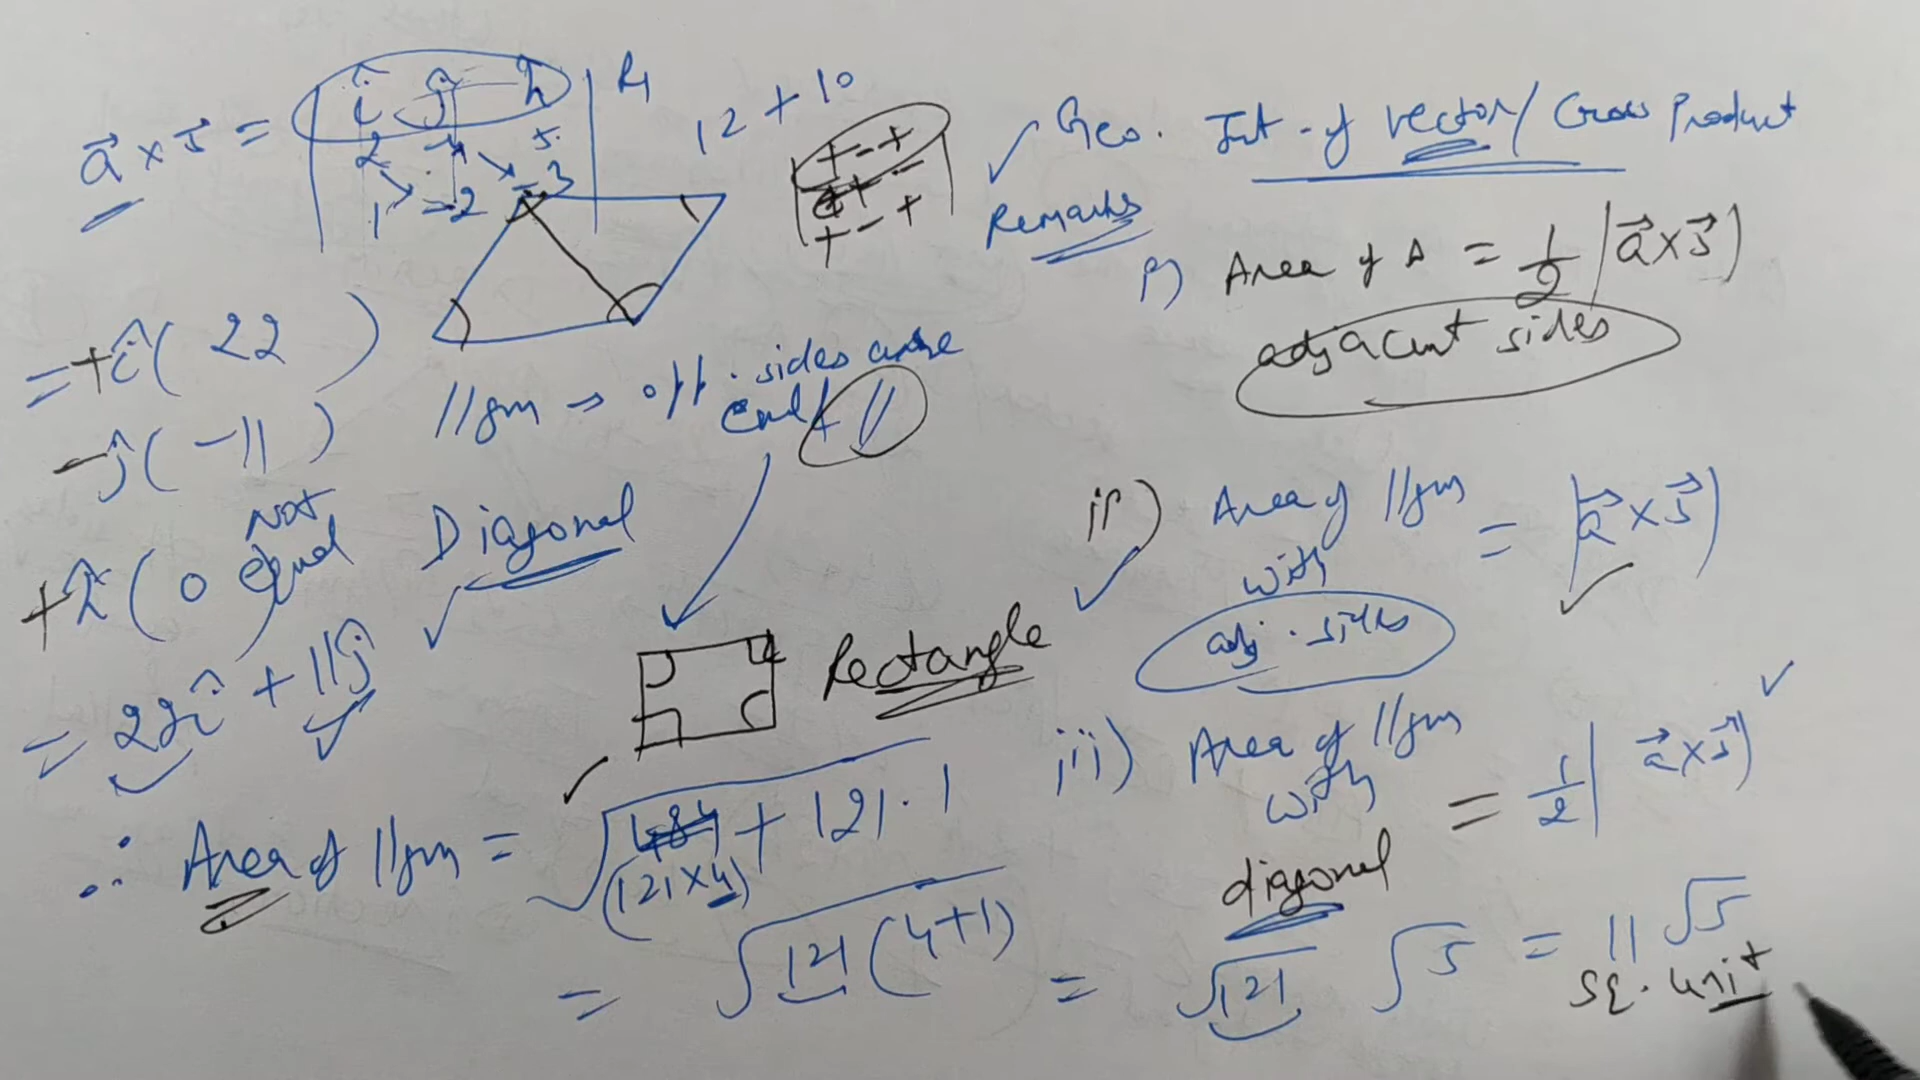 a⃗ × b⃗ = | î ĵ k̂ | R₁
2 -4 5
1 -2 -3
12 + 10
+ - +
+ -
+ - +
= +î ( 22 )
-ĵ ( -11 )
+k̂ ( 0 )
= 22î + 11ĵ
Not
equal
Diagonal
||gm → opp. sides are
equal ||
Rectangle
∴ Area of ||gm = √484 + 121.1
(121×4)
= √121 (4+1) = √121 √5 = 11√5
sq. unit
Geo. Int. of vector/Cross Product
Remarks
i) Area of Δ = 1/2 |a⃗ × b⃗|
adjacent sides
ii) Area of ||gm = |a⃗ × b⃗|
with
adj. sides
iii) Area of ||gm = 1/2 | a⃗ × b⃗|
with
diagonal